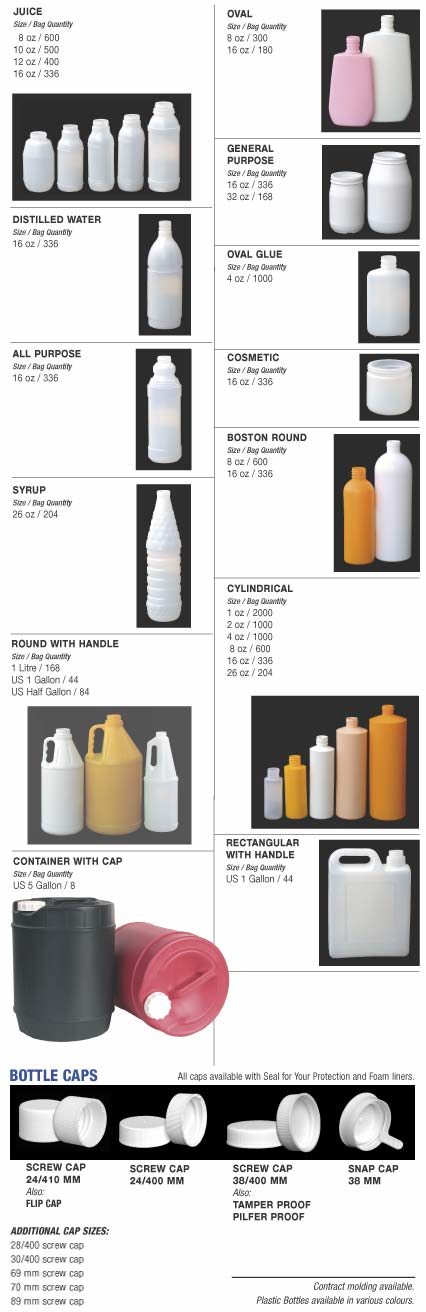 JUICE
Size / Bag Quantity
8 oz / 600
10 oz / 500
12 oz / 400
16 oz / 336
DISTILLED WATER
Size / Bag Quantity
16 oz / 336
ALL PURPOSE
Size / Bag Quantity
16 oz / 336
SYRUP
Size / Bag Quantity
26 oz / 204
ROUND WITH HANDLE
Size / Bag Quantity
1 Litre / 168
US 1 Gallon / 44
US Half Gallon / 84
CONTAINER WITH CAP
Size / Bag Quantity
US 5 Gallon / 8
OVAL
Size / Bag Quantity
8 oz / 300
16 oz / 180
GENERAL
PURPOSE
Size / Bag Quantity
16 oz / 336
32 oz / 168
OVAL GLUE
Size / Bag Quantity
4 oz / 1000
COSMETIC
Size / Bag Quantity
16 oz / 336
BOSTON ROUND
Size / Bag Quantity
8 oz / 600
16 oz / 336
CYLINDRICAL
Size / Bag Quantity
1 oz / 2000
2 oz / 1000
4 oz / 1000
8 oz / 600
16 oz / 336
26 oz / 204
RECTANGULAR
WITH HANDLE
Size / Bag Quantity
US 1 Gallon / 44
BOTTLE CAPS
All caps available with Seal for Your Protection and Foam liners.
SCREW CAP
24/410 MM
Also:
FLIP CAP
SCREW CAP
24/400 MM
SCREW CAP
38/400 MM
Also:
TAMPER PROOF
PILFER PROOF
SNAP CAP
38 MM
ADDITIONAL CAP SIZES:
28/400 screw cap
30/400 screw cap
69 mm screw cap
70 mm screw cap
89 mm screw cap
Contract molding available.
Plastic Bottles available in various colours.